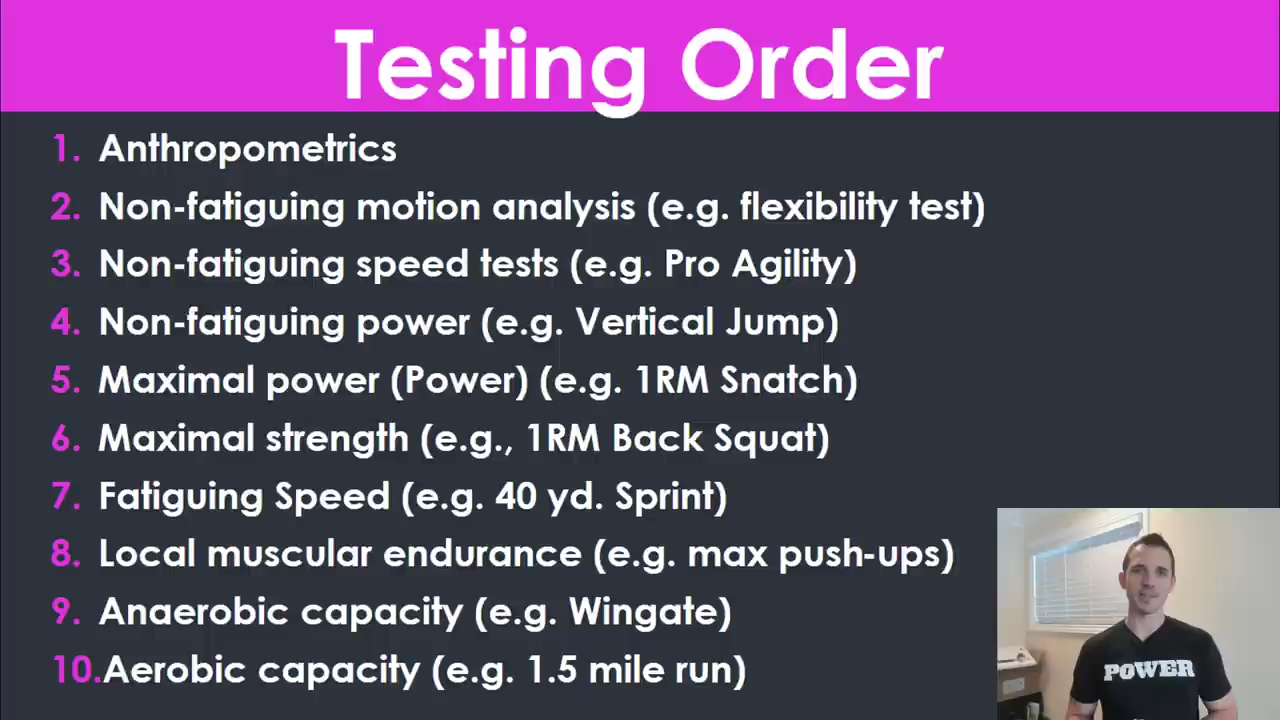 Testing Order
1. Anthropometrics
2. Non-fatiguing motion analysis (e.g. flexibility test)
3. Non-fatiguing speed tests (e.g. Pro Agility)
4. Non-fatiguing power (e.g. Vertical Jump)
5. Maximal power (Power) (e.g. 1RM Snatch)
6. Maximal strength (e.g., 1RM Back Squat)
7. Fatiguing Speed (e.g. 40 yd. Sprint)
8. Local muscular endurance (e.g. max push-ups)
9. Anaerobic capacity (e.g. Wingate)
10.Aerobic capacity (e.g. 1.5 mile run)
POWER